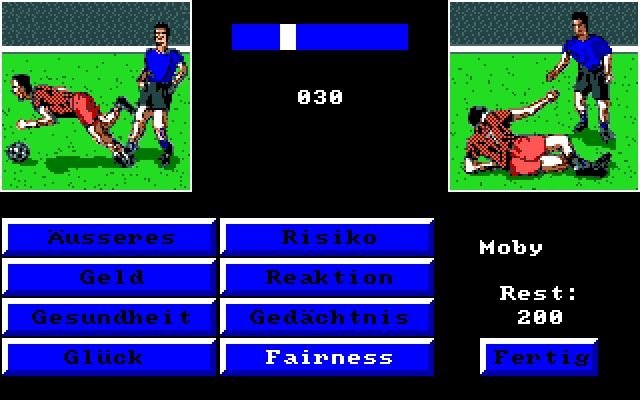 030
Äusseres
Risiko
Geld
Reaktion
Gesundheit
Gedächtnis
Glück
Fairness
Moby
Rest:
200
Fertig